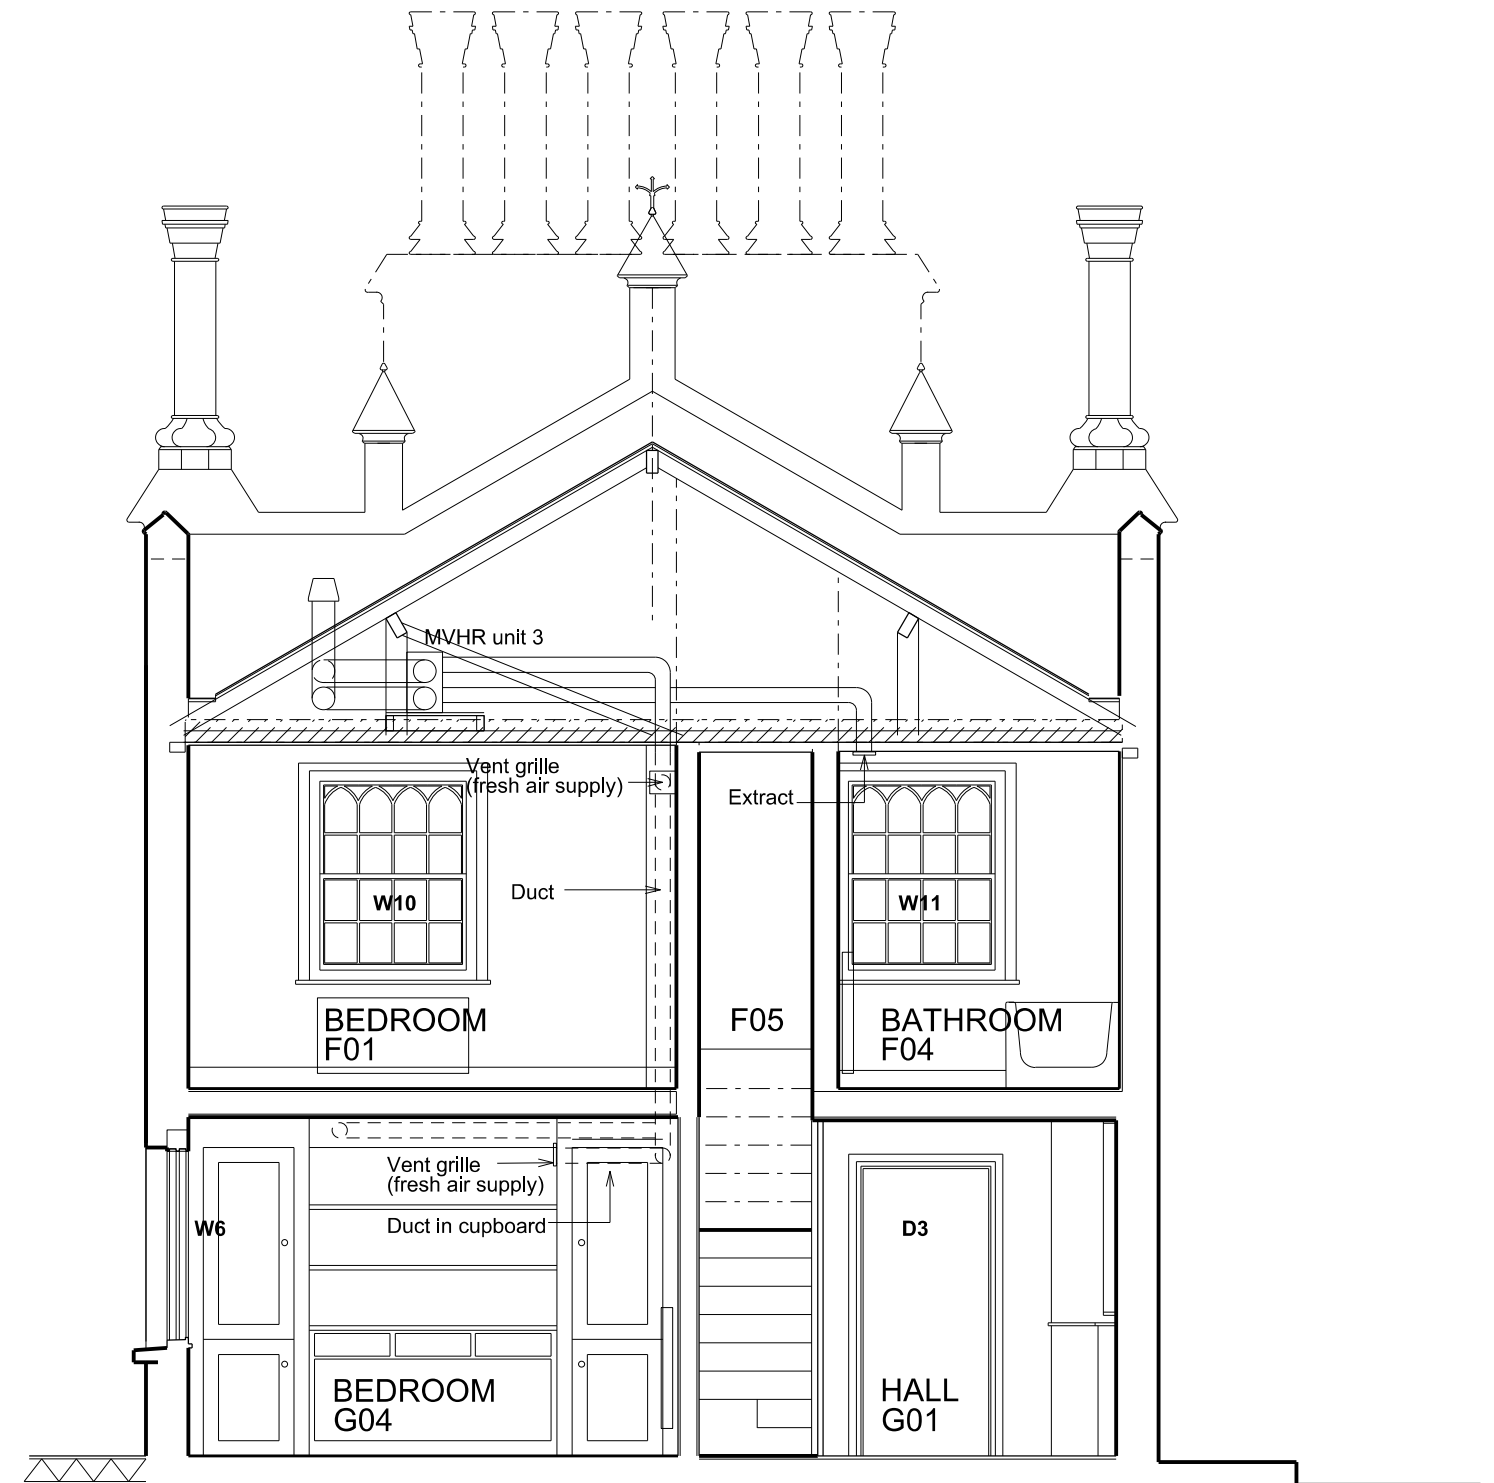 MVHR unit 3
Vent grille
(fresh air supply)
Extract
Duct
W10
W11
BEDROOM
F01
F05
BATHROOM
F04
Vent grille
(fresh air supply)
Duct in cupboard
W6
D3
BEDROOM
G04
HALL
G01